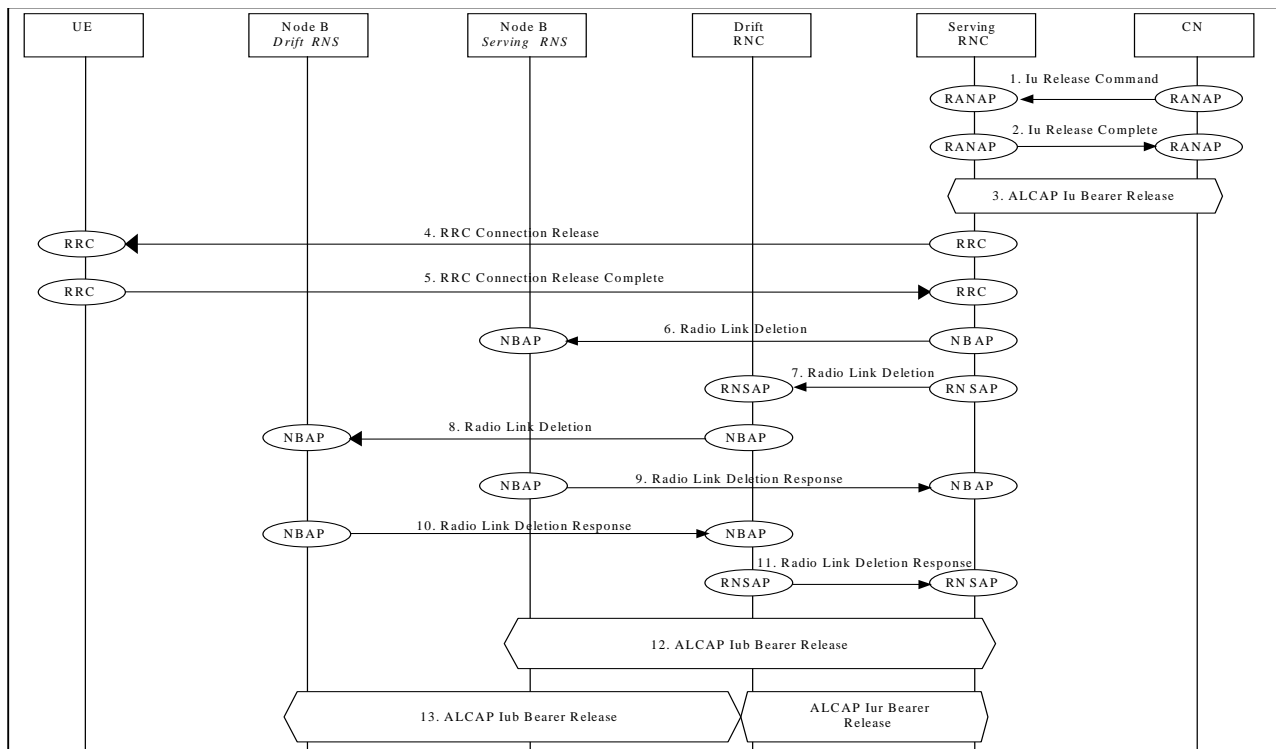 UE
Node B
Drift RNS
Node B
Serving RNS
Drift
RNC
Serving
RNC
CN
1. Iu Release Command
RANAP
RANAP
2. Iu Release Complete
RANAP
RANAP
3. ALCAP Iu Bearer Release
4. RRC Connection Release
RRC
RRC
5. RRC Connection Release Complete
RRC
RRC
6. Radio Link Deletion
NBAP
NBAP
7. Radio Link Deletion
RNSAP
RNSAP
8. Radio Link Deletion
NBAP
NBAP
9. Radio Link Deletion Response
NBAP
NBAP
10. Radio Link Deletion Response
NBAP
NBAP
11. Radio Link Deletion Response
RNSAP
RNSAP
12. ALCAP Iub Bearer Release
13. ALCAP Iub Bearer Release
ALCAP Iur Bearer
Release